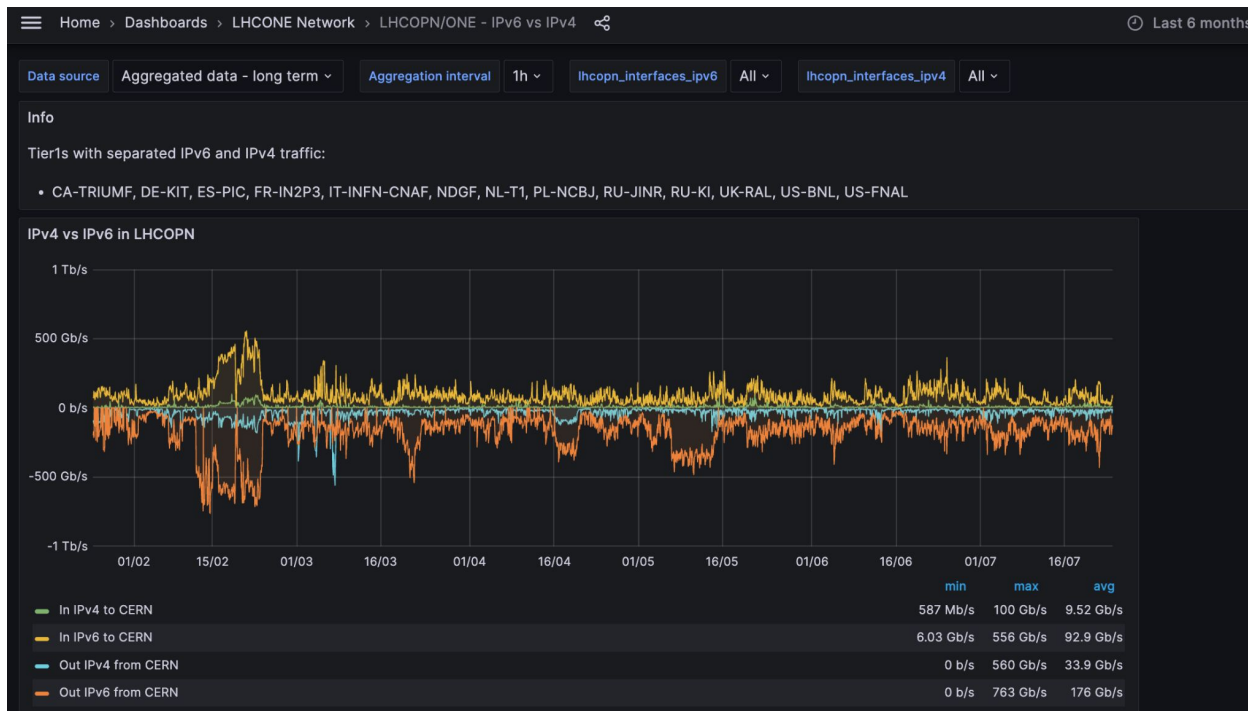 Home > Dashboards > LHCONE Network > LHCOPN/ONE - IPv6 vs IPv4 Last 6 months
Data source Aggregated data - long term Aggregation interval 1h lhcopn_interfaces_ipv6 All lhcopn_interfaces_ipv4 All
Info
Tier1s with separated IPv6 and IPv4 traffic:
• CA-TRIUMF, DE-KIT, ES-PIC, FR-IN2P3, IT-INFN-CNAF, NDGF, NL-T1, PL-NCBJ, RU-JINR, RU-KI, UK-RAL, US-BNL, US-FNAL
IPv4 vs IPv6 in LHCOPN
1 Tb/s
500 Gb/s
0 b/s
-500 Gb/s
-1 Tb/s
01/02 15/02 01/03 16/03 01/04 16/04 01/05 16/05 01/06 16/06 01/07 16/07
min max avg
In IPv4 to CERN 587 Mb/s 100 Gb/s 9.52 Gb/s
In IPv6 to CERN 6.03 Gb/s 556 Gb/s 92.9 Gb/s
Out IPv4 from CERN 0 b/s 560 Gb/s 33.9 Gb/s
Out IPv6 from CERN 0 b/s 763 Gb/s 176 Gb/s